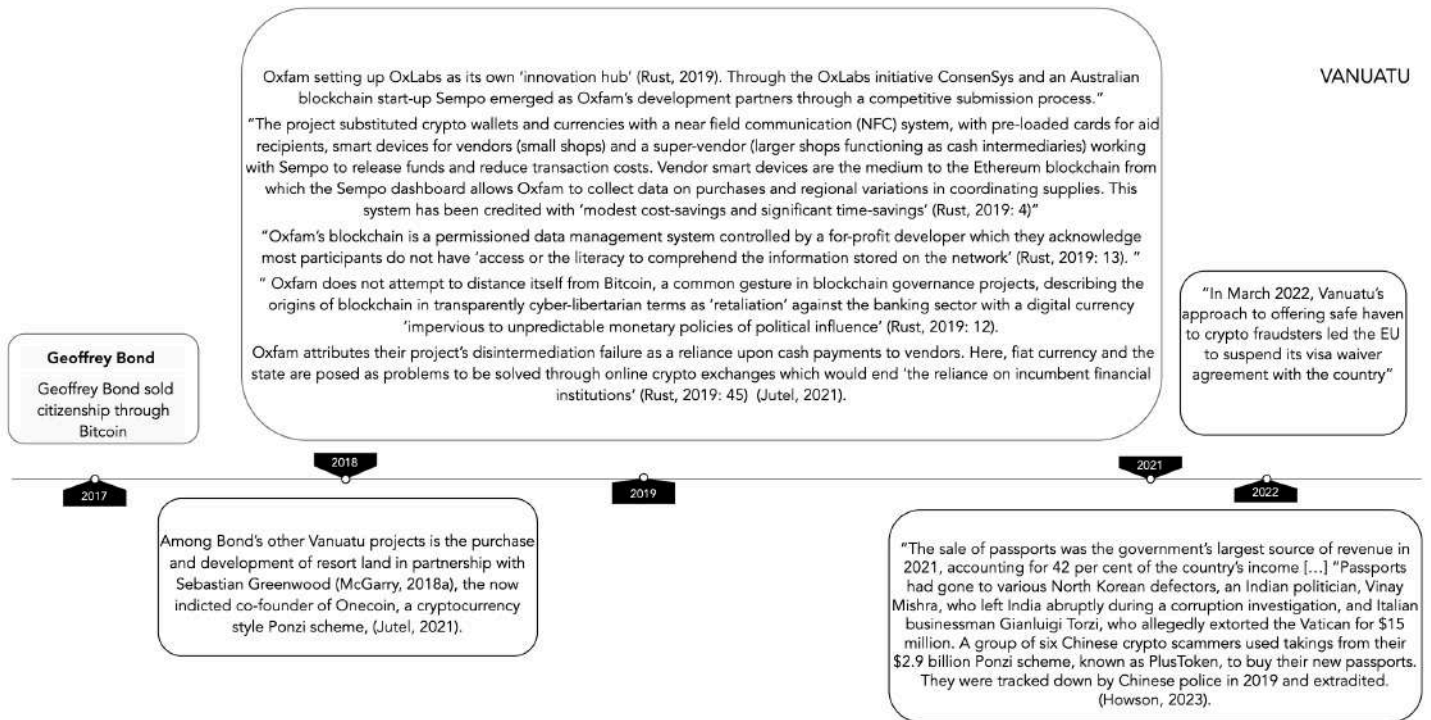 VANUATU
Oxfam setting up OxLabs as its own ‘innovation hub’ (Rust, 2019). Through the OxLabs initiative ConsenSys and an Australian
blockchain start-up Sempo emerged as Oxfam’s development partners through a competitive submission process.”
“The project substituted crypto wallets and currencies with a near field communication (NFC) system, with pre-loaded cards for aid
recipients, smart devices for vendors (small shops) and a super-vendor (larger shops functioning as cash intermediaries) working
with Sempo to release funds and reduce transaction costs. Vendor smart devices are the medium to the Ethereum blockchain from
which the Sempo dashboard allows Oxfam to collect data on purchases and regional variations in coordinating supplies. This
system has been credited with ‘modest cost-savings and significant time-savings’ (Rust, 2019: 4)”
“Oxfam’s blockchain is a permissioned data management system controlled by a for-profit developer which they acknowledge
most participants do not have ‘access or the literacy to comprehend the information stored on the network’ (Rust, 2019: 13). ”
“ Oxfam does not attempt to distance itself from Bitcoin, a common gesture in blockchain governance projects, describing the
origins of blockchain in transparently cyber-libertarian terms as ‘retaliation’ against the banking sector with a digital currency
‘impervious to unpredictable monetary policies of political influence’ (Rust, 2019: 12).
Oxfam attributes their project’s disintermediation failure as a reliance upon cash payments to vendors. Here, fiat currency and the
state are posed as problems to be solved through online crypto exchanges which would end ‘the reliance on incumbent financial
institutions’ (Rust, 2019: 45) (Jutel, 2021).
“In March 2022, Vanuatu’s
approach to offering safe haven
to crypto fraudsters led the EU
to suspend its visa waiver
agreement with the country”
Geoffrey Bond
Geoffrey Bond sold
citizenship through
Bitcoin
2017
2018
2019
2021
2022
Among Bond’s other Vanuatu projects is the purchase
and development of resort land in partnership with
Sebastian Greenwood (McGarry, 2018a), the now
indicted co-founder of Onecoin, a cryptocurrency
style Ponzi scheme, (Jutel, 2021).
“The sale of passports was the government’s largest source of revenue in
2021, accounting for 42 per cent of the country’s income [...] “Passports
had gone to various North Korean defectors, an Indian politician, Vinay
Mishra, who left India abruptly during a corruption investigation, and Italian
businessman Gianluigi Torzi, who allegedly extorted the Vatican for $15
million. A group of six Chinese crypto scammers used takings from their
$2.9 billion Ponzi scheme, known as PlusToken, to buy their new passports.
They were tracked down by Chinese police in 2019 and extradited.
(Howson, 2023).